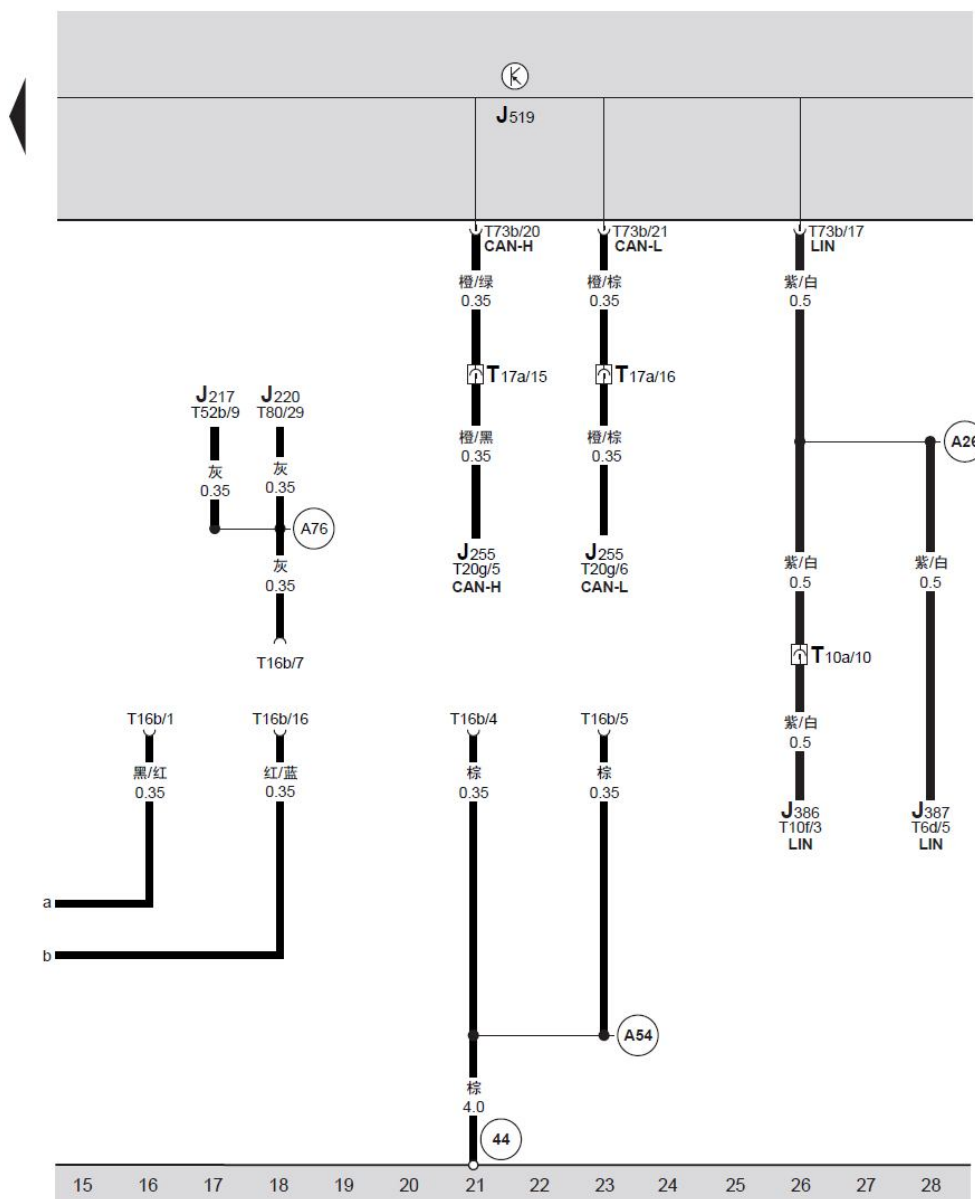 J519
T73b/20
CAN-H
T73b/21
CAN-L
T73b/17
LIN
橙/绿
0.35
橙/棕
0.35
紫/白
0.5
T17a/15
T17a/16
J217
T52b/9
J220
T80/29
橙/黑
0.35
橙/棕
0.35
A26
灰
0.35
灰
0.35
A76
J255
T20g/5
CAN-H
J255
T20g/6
CAN-L
灰
0.35
紫/白
0.5
紫/白
0.5
T16b/7
T10a/10
T16b/1
T16b/16
T16b/4
T16b/5
紫/白
0.5
黑/红
0.35
红/蓝
0.35
棕
0.35
棕
0.35
J386
T10f/3
LIN
J387
T6d/5
LIN
a
b
A54
棕
4.0
44
15 16 17 18 19 20 21 22 23 24 25 26 27 28